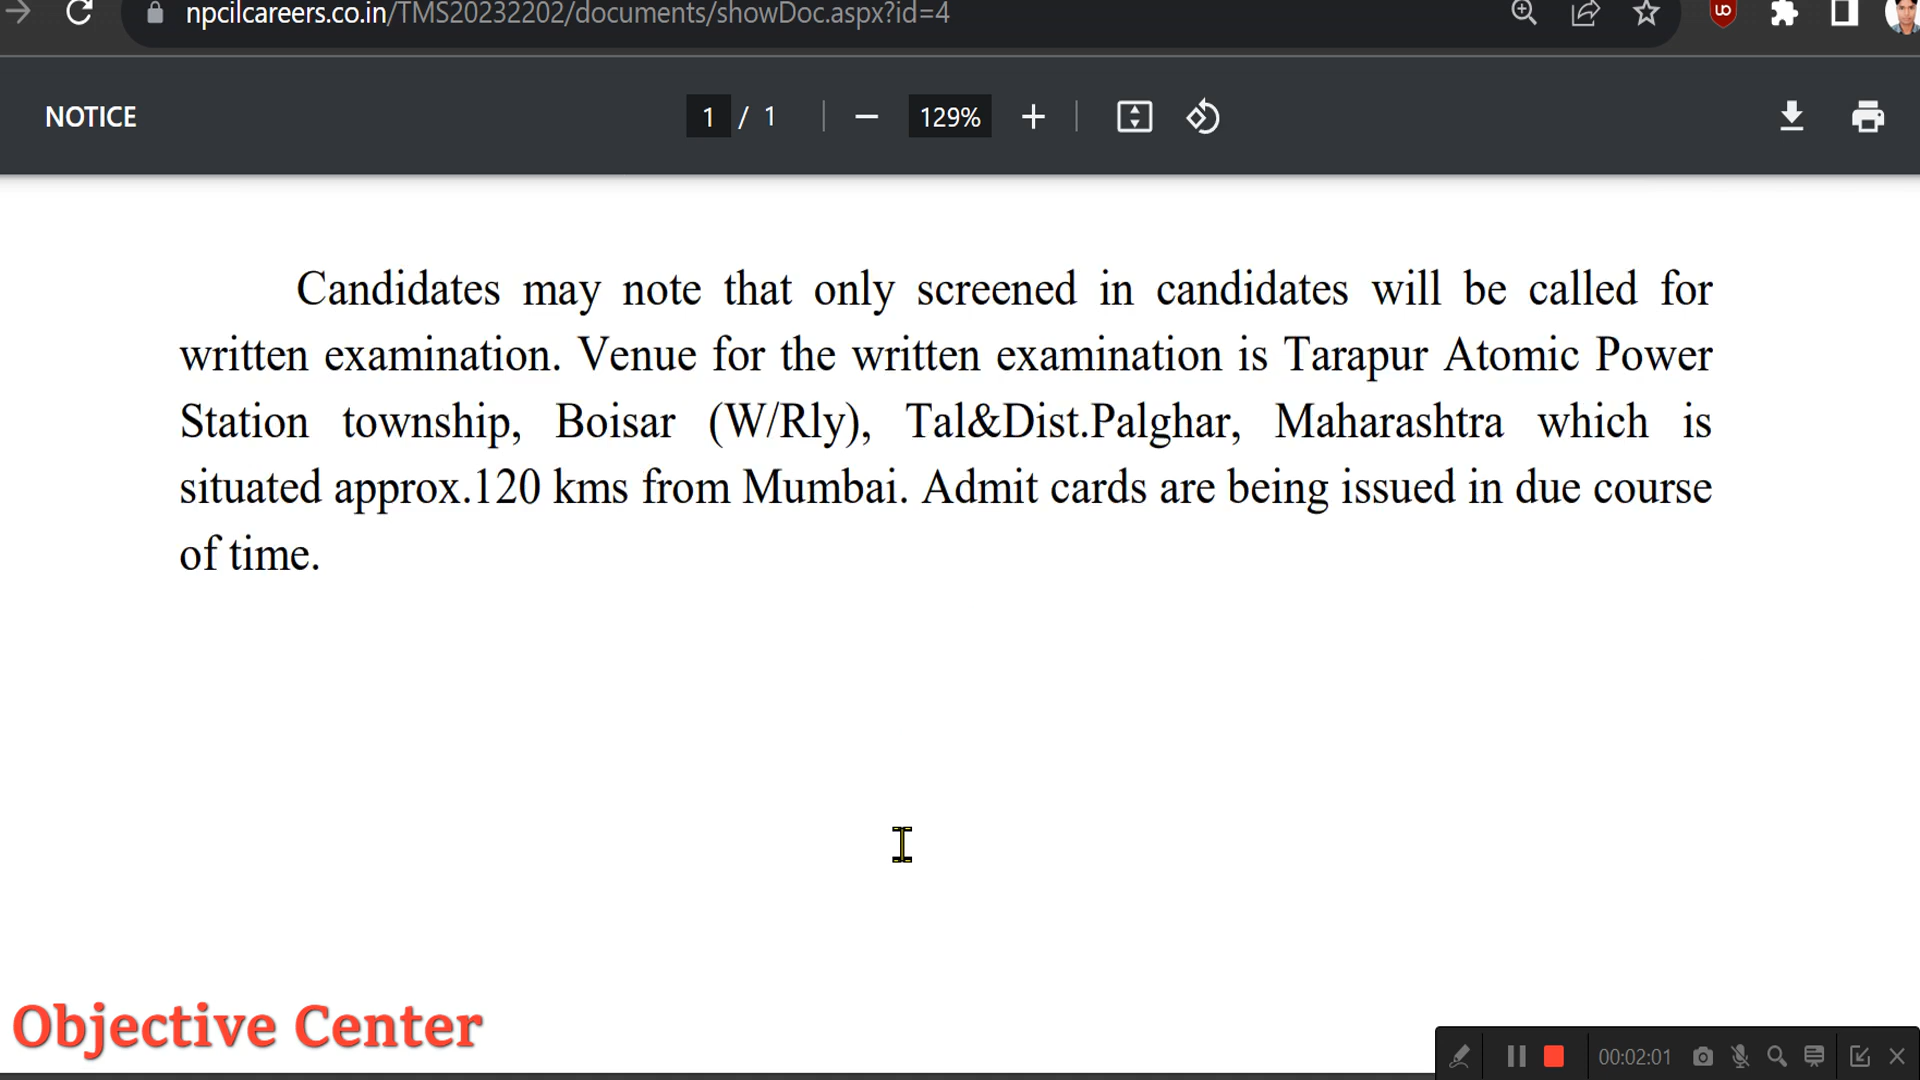 npcilcareers.co.in/TMS20232202/documents/showDoc.aspx?id=4
NOTICE
1 / 1
129%
Candidates may note that only screened in candidates will be called for
written examination. Venue for the written examination is Tarapur Atomic Power
Station township, Boisar (W/Rly), Tal&Dist.Palghar, Maharashtra which is
situated approx.120 kms from Mumbai. Admit cards are being issued in due course
of time.
Objective Center
00:02:01